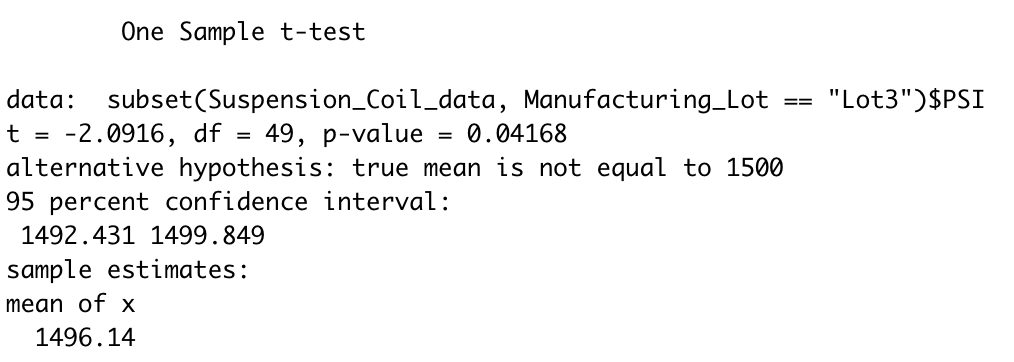 One Sample t-test
data:  subset(Suspension_Coil_data, Manufacturing_Lot == "Lot3")$PSI
t = -2.0916, df = 49, p-value = 0.04168
alternative hypothesis: true mean is not equal to 1500
95 percent confidence interval:
 1492.431 1499.849
sample estimates:
mean of x
  1496.14